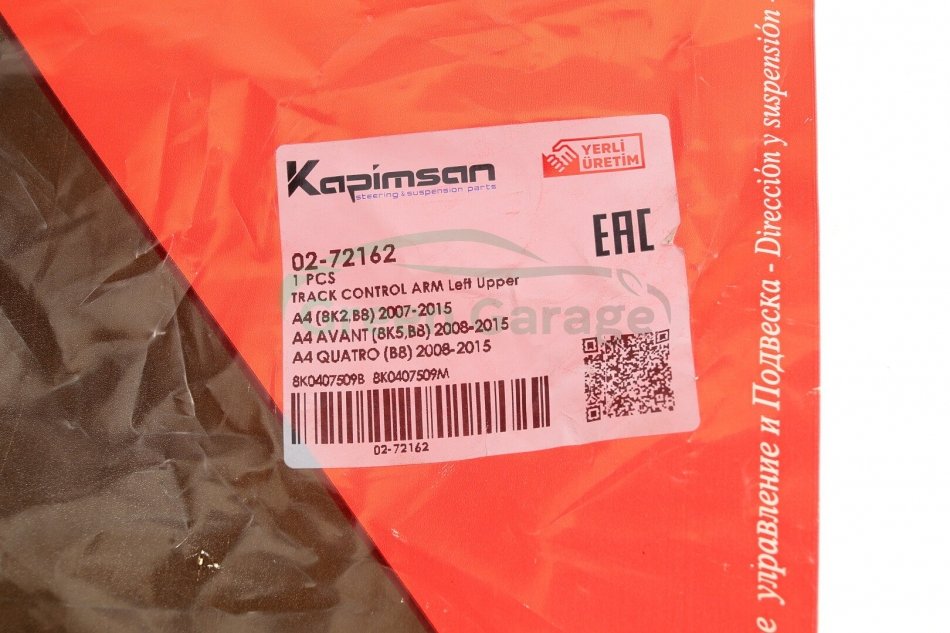 Kapimsan
steering & suspension parts
YERLİ
ÜRETİM
EAC
02-72162
1 PCS
TRACK CONTROL ARM Left Upper
A4 (8K2,B8) 2007-2015
A4 AVANT (8K5,B8) 2008-2015
A4 QUATRO (B8) 2008-2015
8K0407509B 8K0407509M
02-72162
Green Garage
е управление и Подвеска - Dirección y suspensión -